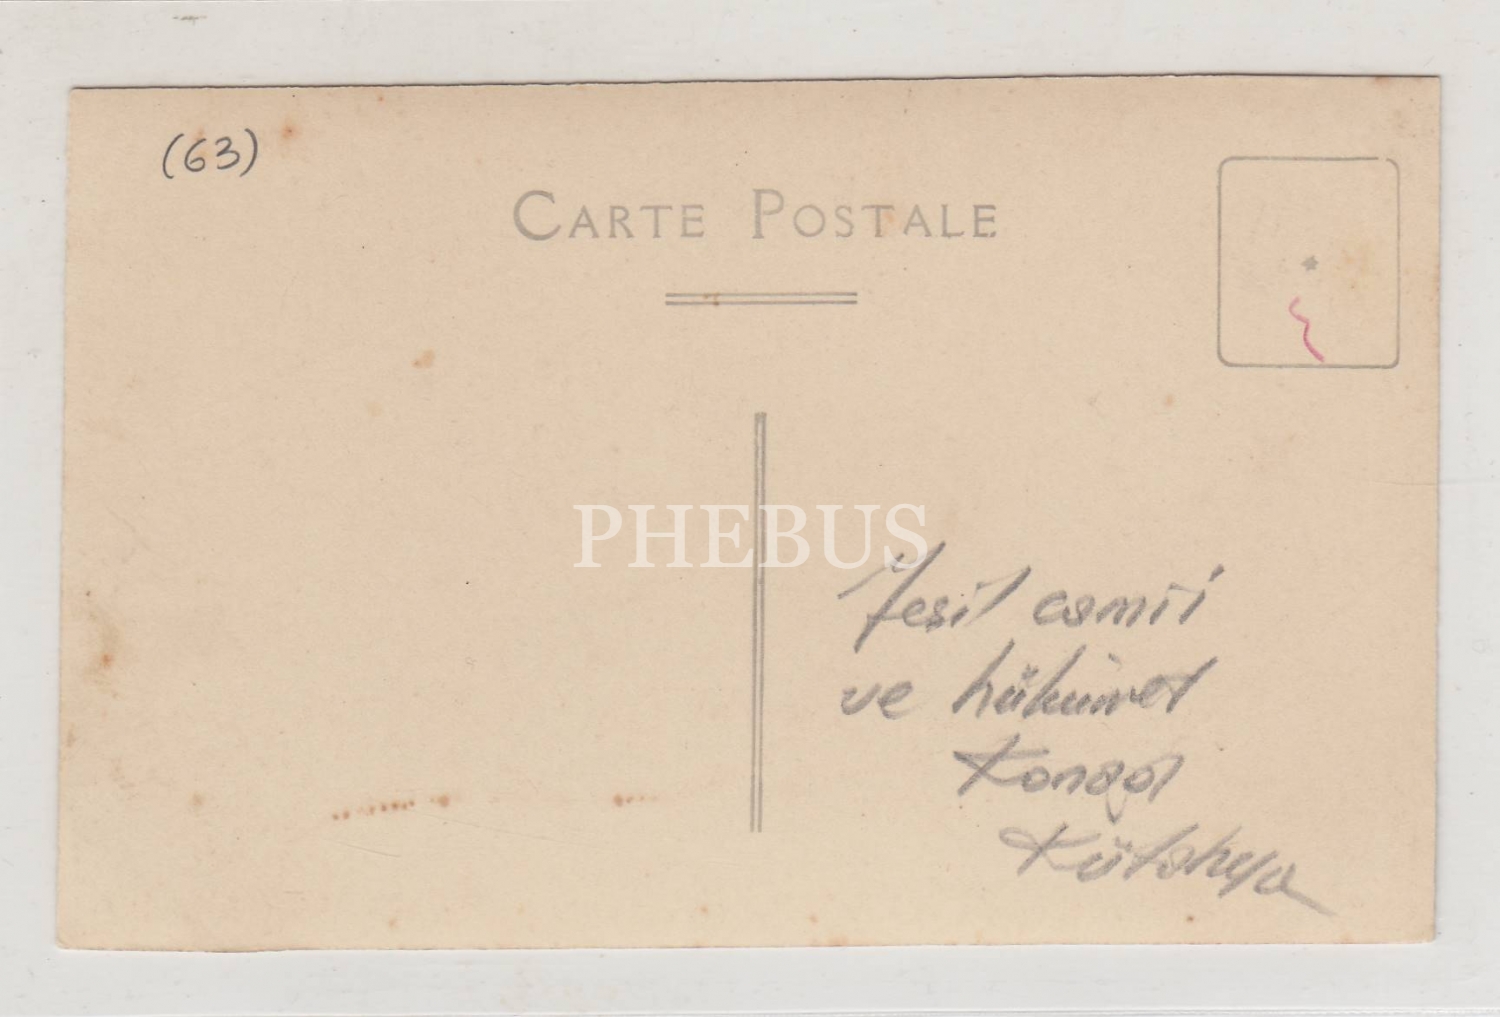 (63)
CARTE POSTALE
PHEBUS
Yeşil camii
ve hükümet
Konağı
Kütahya